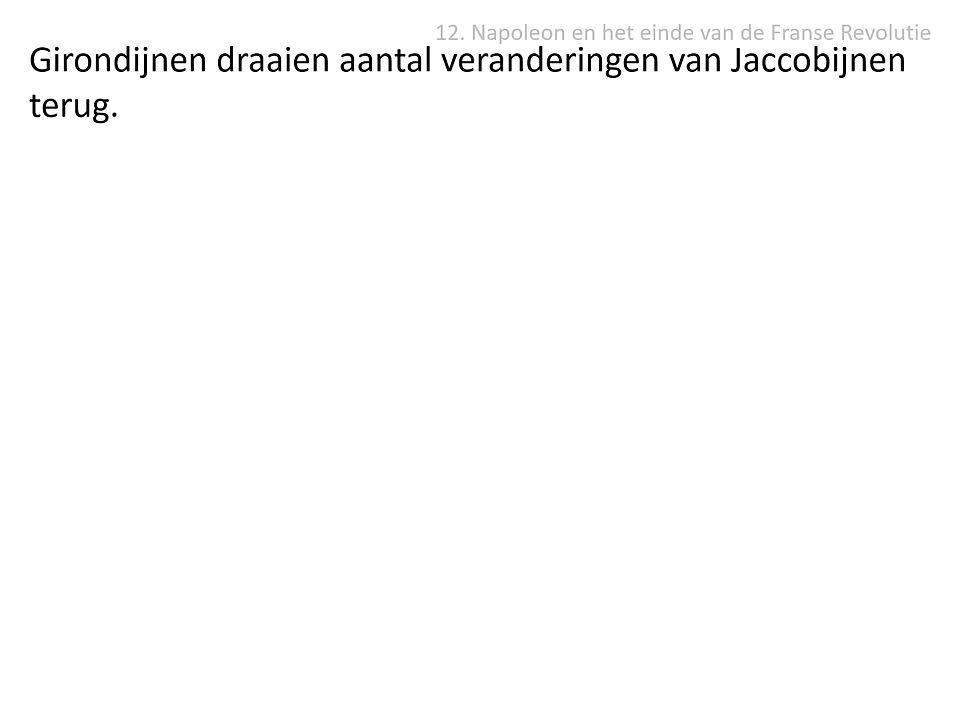 12. Napoleon en het einde van de Franse Revolutie
Girondijnen draaien aantal veranderingen van Jaccobijnen
terug.